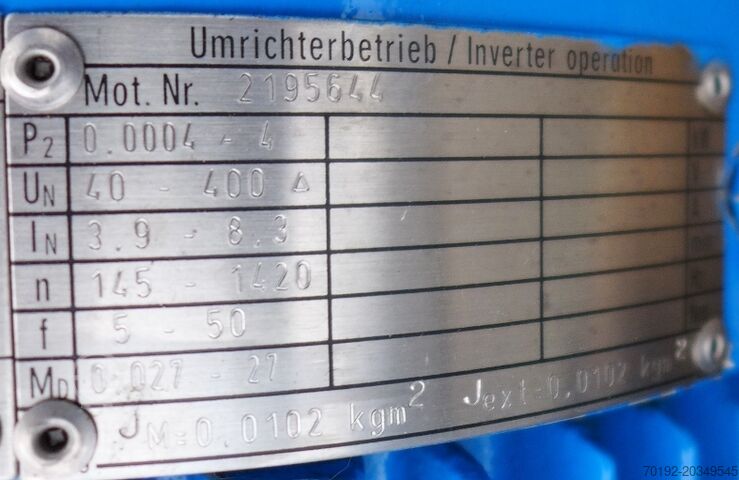 Umrichterbetrieb / Inverter operation
Mot. Nr. 2195644
P2 0.0004 - 4
UN 40 - 400 Δ
IN 3.9 - 8.3
n 145 - 1420
f 5 - 50
MD 0.027 - 27
JM=0,0102 kgm2 Jext=0,0102 kgm2
70192-20349545